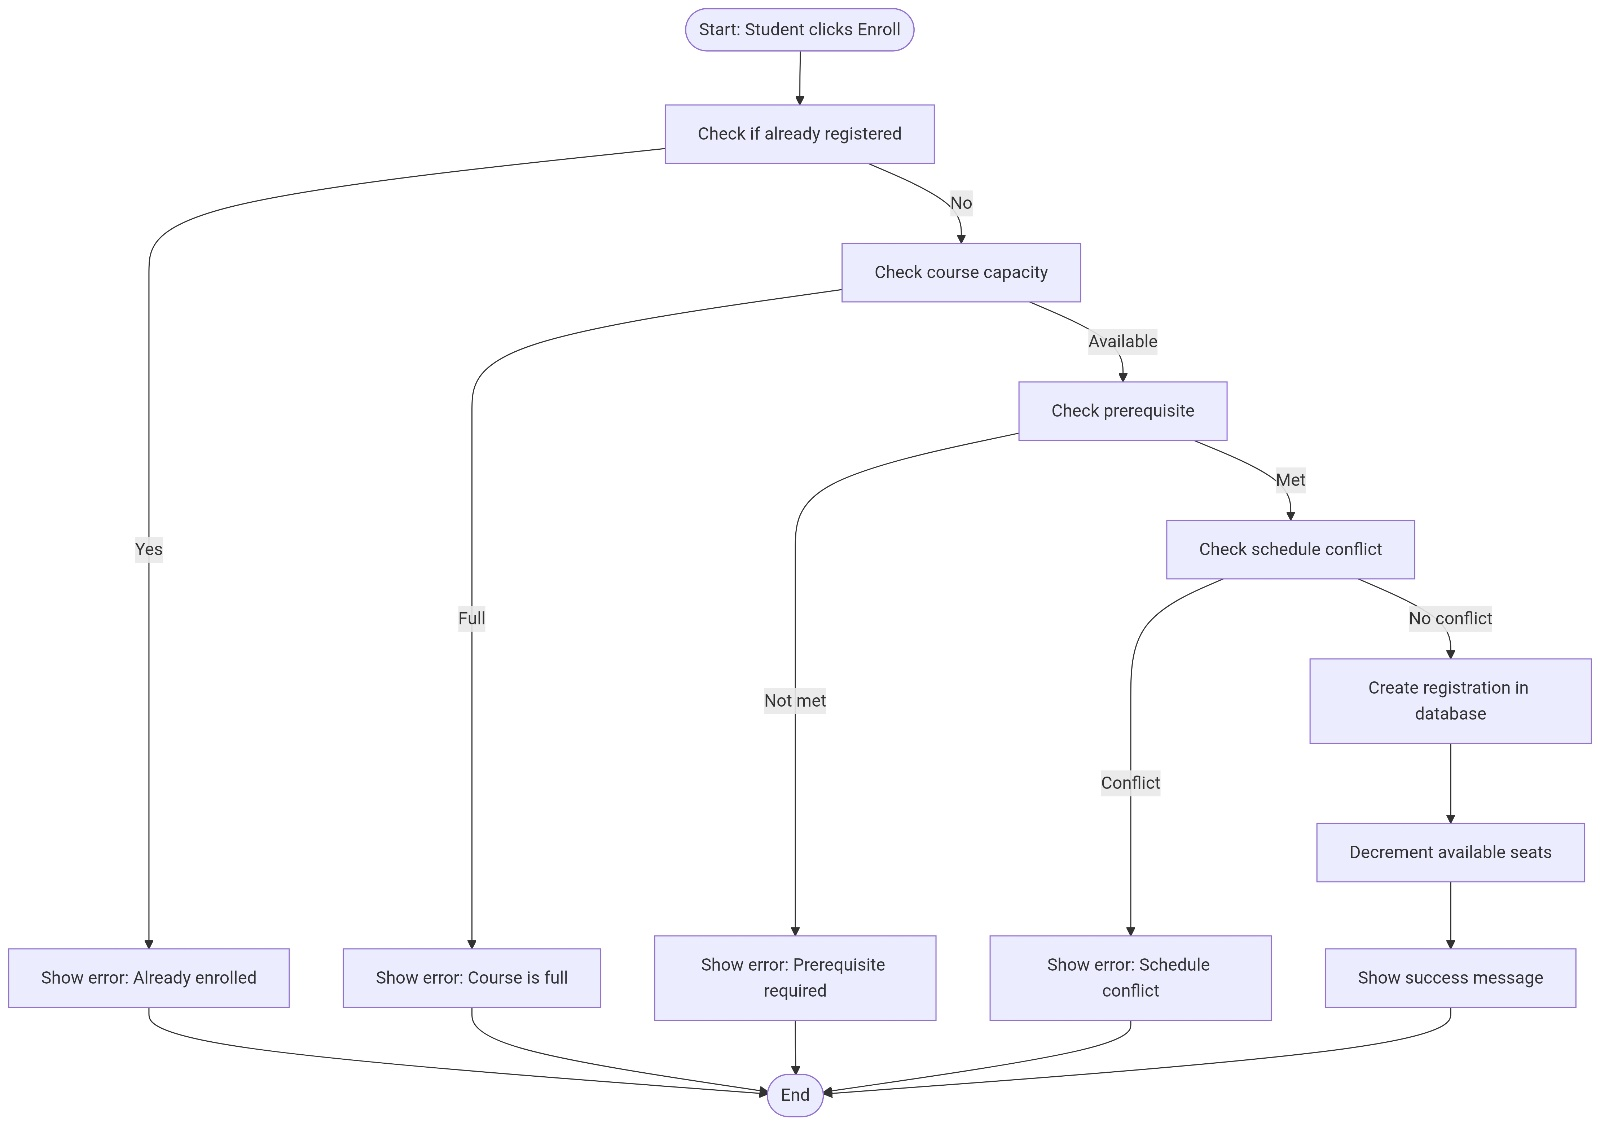 Start: Student clicks Enroll
Check if already registered
No
Check course capacity
Available
Check prerequisite
Met
Yes
Check schedule conflict
Full
No conflict
Not met
Create registration in
database
Conflict
Decrement available seats
Show error: Already enrolled
Show error: Course is full
Show error: Prerequisite
required
Show error: Schedule
conflict
Show success message
End